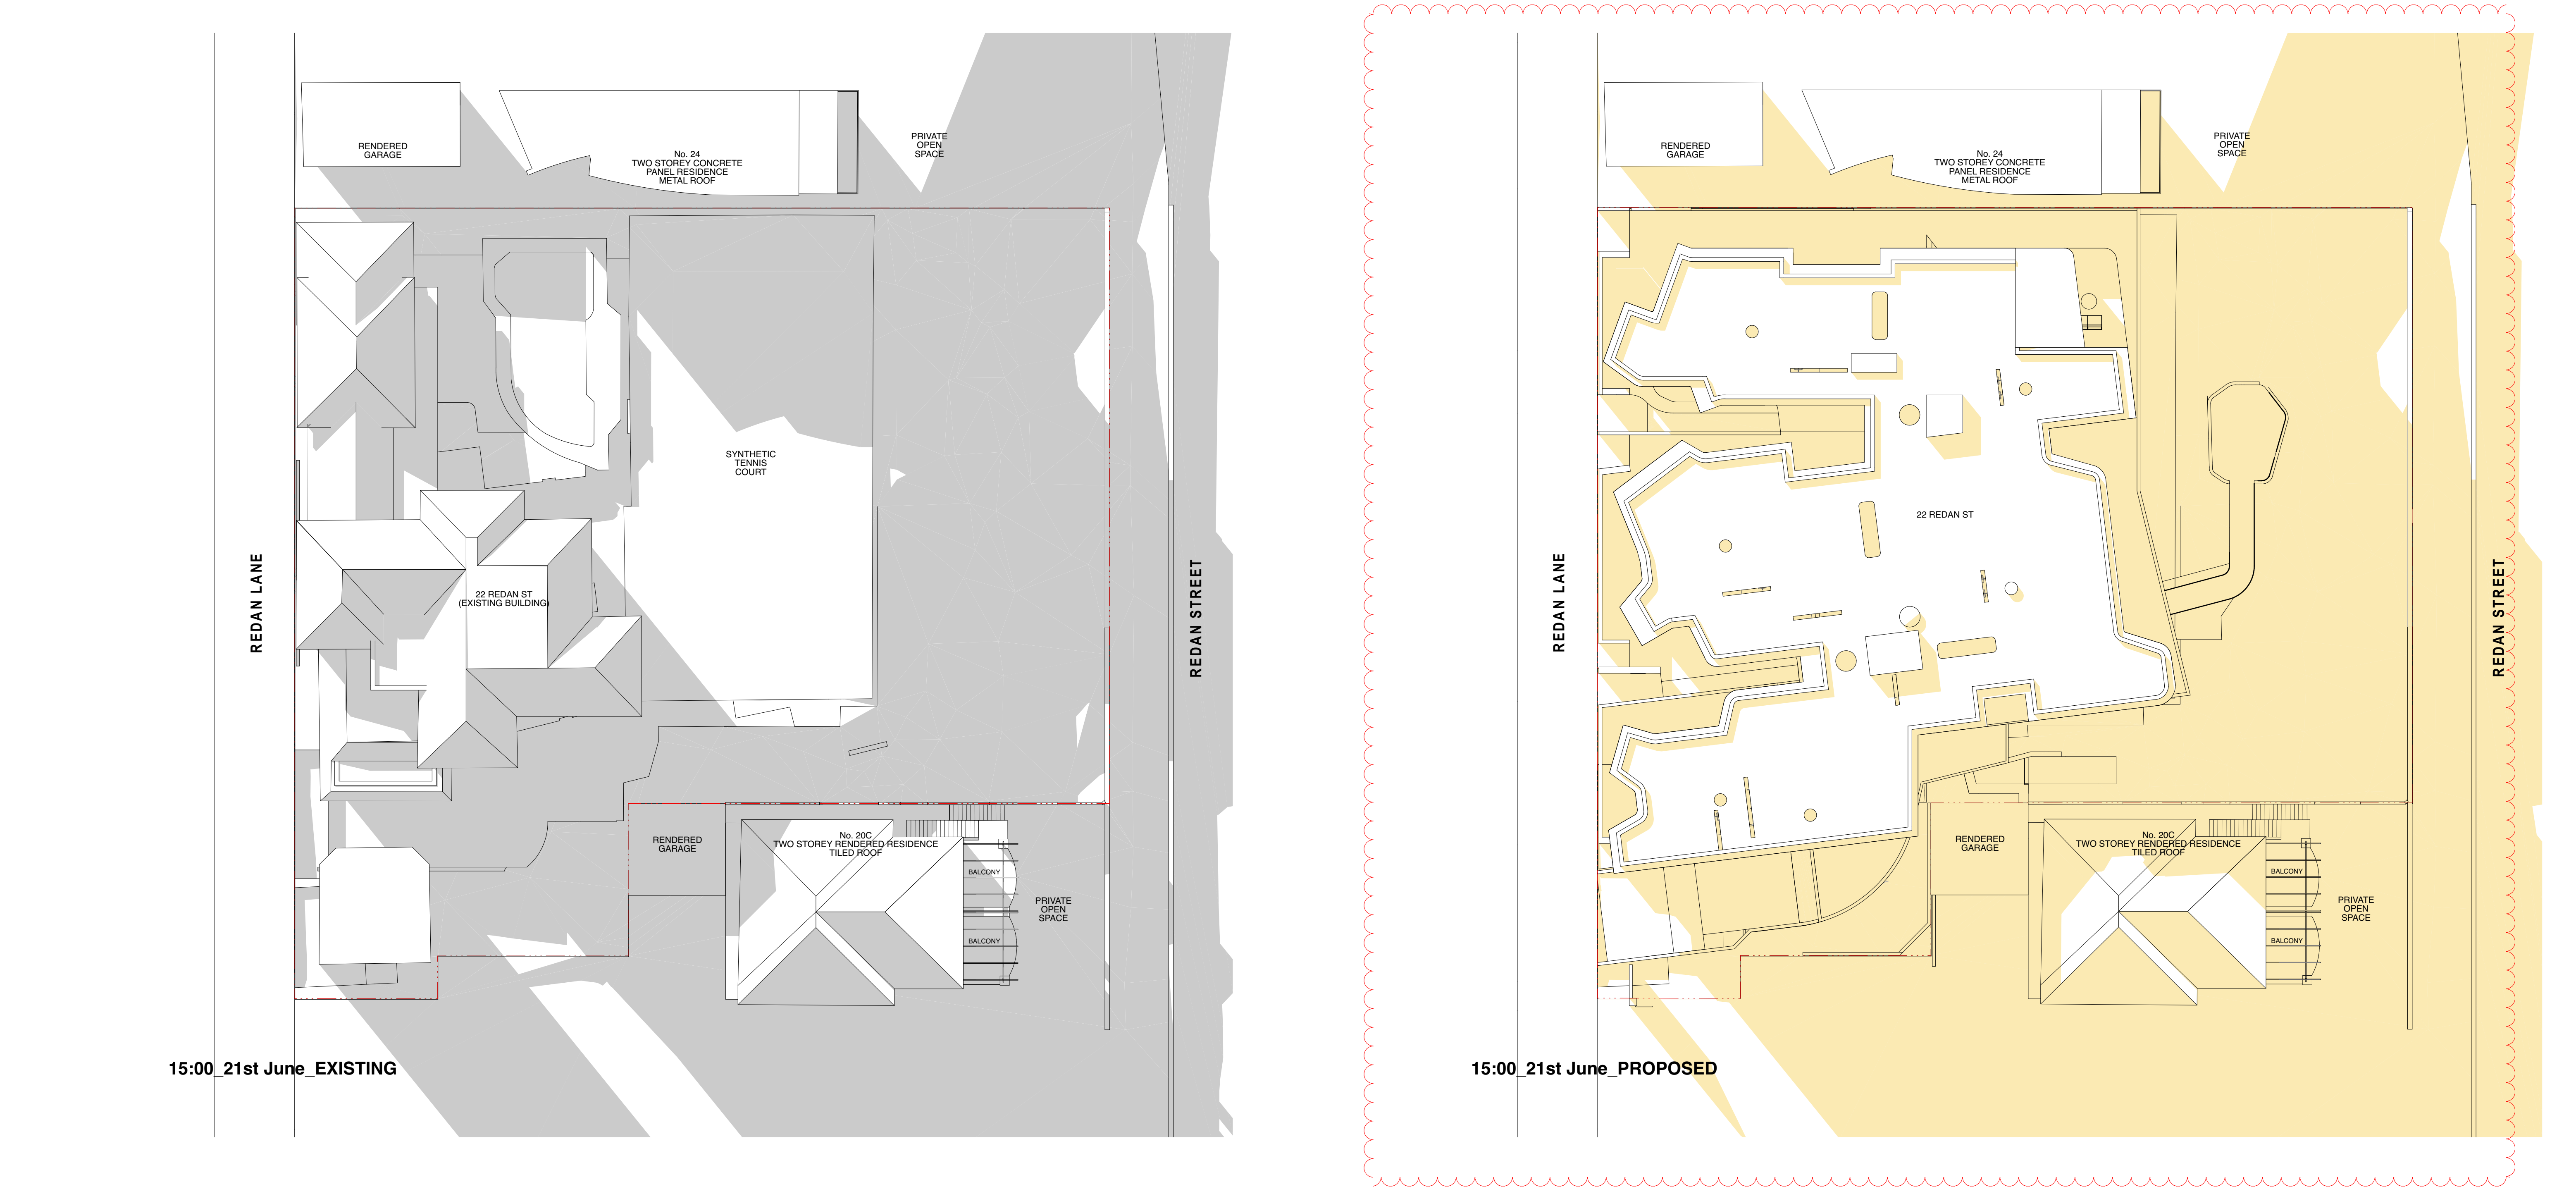 RENDERED
GARAGE
No. 24
TWO STOREY CONCRETE
PANEL RESIDENCE
METAL ROOF
PRIVATE
OPEN
SPACE
SYNTHETIC
TENNIS
COURT
REDAN LANE
22 REDAN ST
(EXISTING BUILDING)
REDAN STREET
RENDERED
GARAGE
No. 20C
TWO STOREY RENDERED RESIDENCE
TILED ROOF
BALCONY
PRIVATE
OPEN
SPACE
BALCONY
15:00_21st June_EXISTING
RENDERED
GARAGE
No. 24
TWO STOREY CONCRETE
PANEL RESIDENCE
METAL ROOF
PRIVATE
OPEN
SPACE
22 REDAN ST
REDAN LANE
REDAN STREET
RENDERED
GARAGE
No. 20C
TWO STOREY RENDERED RESIDENCE
TILED ROOF
BALCONY
PRIVATE
OPEN
SPACE
BALCONY
15:00_21st June_PROPOSED